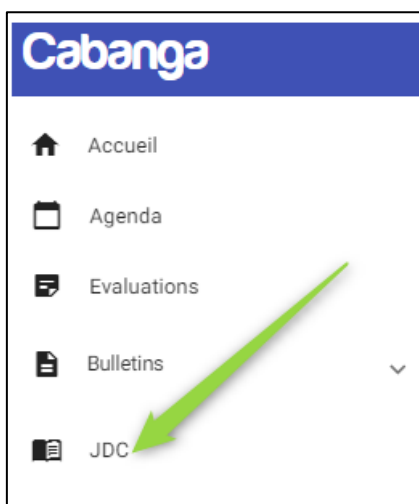 Cabanga
Accueil
Agenda
Evaluations
Bulletins
JDC